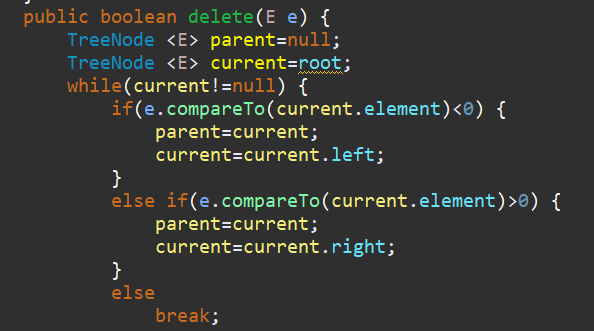 public boolean delete(E e) {
    TreeNode <E> parent=null;
    TreeNode <E> current=root;
    while(current!=null) {
        if(e.compareTo(current.element)<0) {
            parent=current;
            current=current.left;
        }
        else if(e.compareTo(current.element)>0) {
            parent=current;
            current=current.right;
        }
        else
            break;